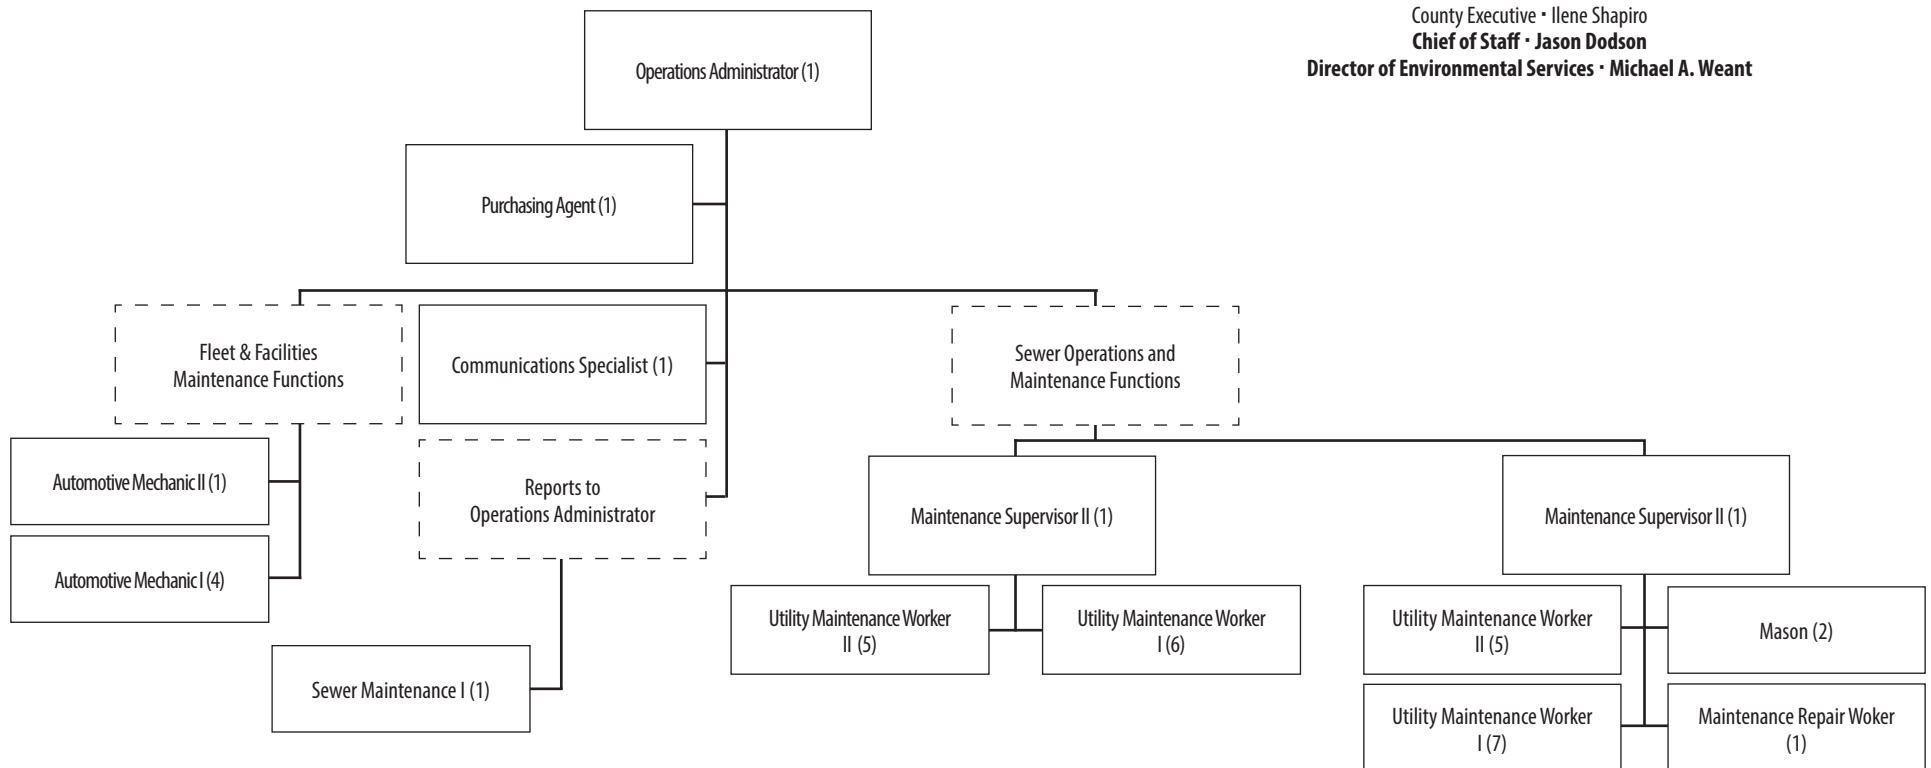 County Executive ▪ Ilene Shapiro
Chief of Staff ▪ Jason Dodson
Director of Environmental Services ▪ Michael A. Weant
Operations Administrator (1)
Purchasing Agent (1)
Fleet & Facilities
Maintenance Functions
Communications Specialist (1)
Sewer Operations and
Maintenance Functions
Automotive Mechanic II (1)
Automotive Mechanic I (4)
Reports to
Operations Administrator
Sewer Maintenance I (1)
Maintenance Supervisor II (1)
Utility Maintenance Worker
II (5)
Utility Maintenance Worker
I (6)
Maintenance Supervisor II (1)
Utility Maintenance Worker
II (5)
Mason (2)
Utility Maintenance Worker
I (7)
Maintenance Repair Woker
(1)